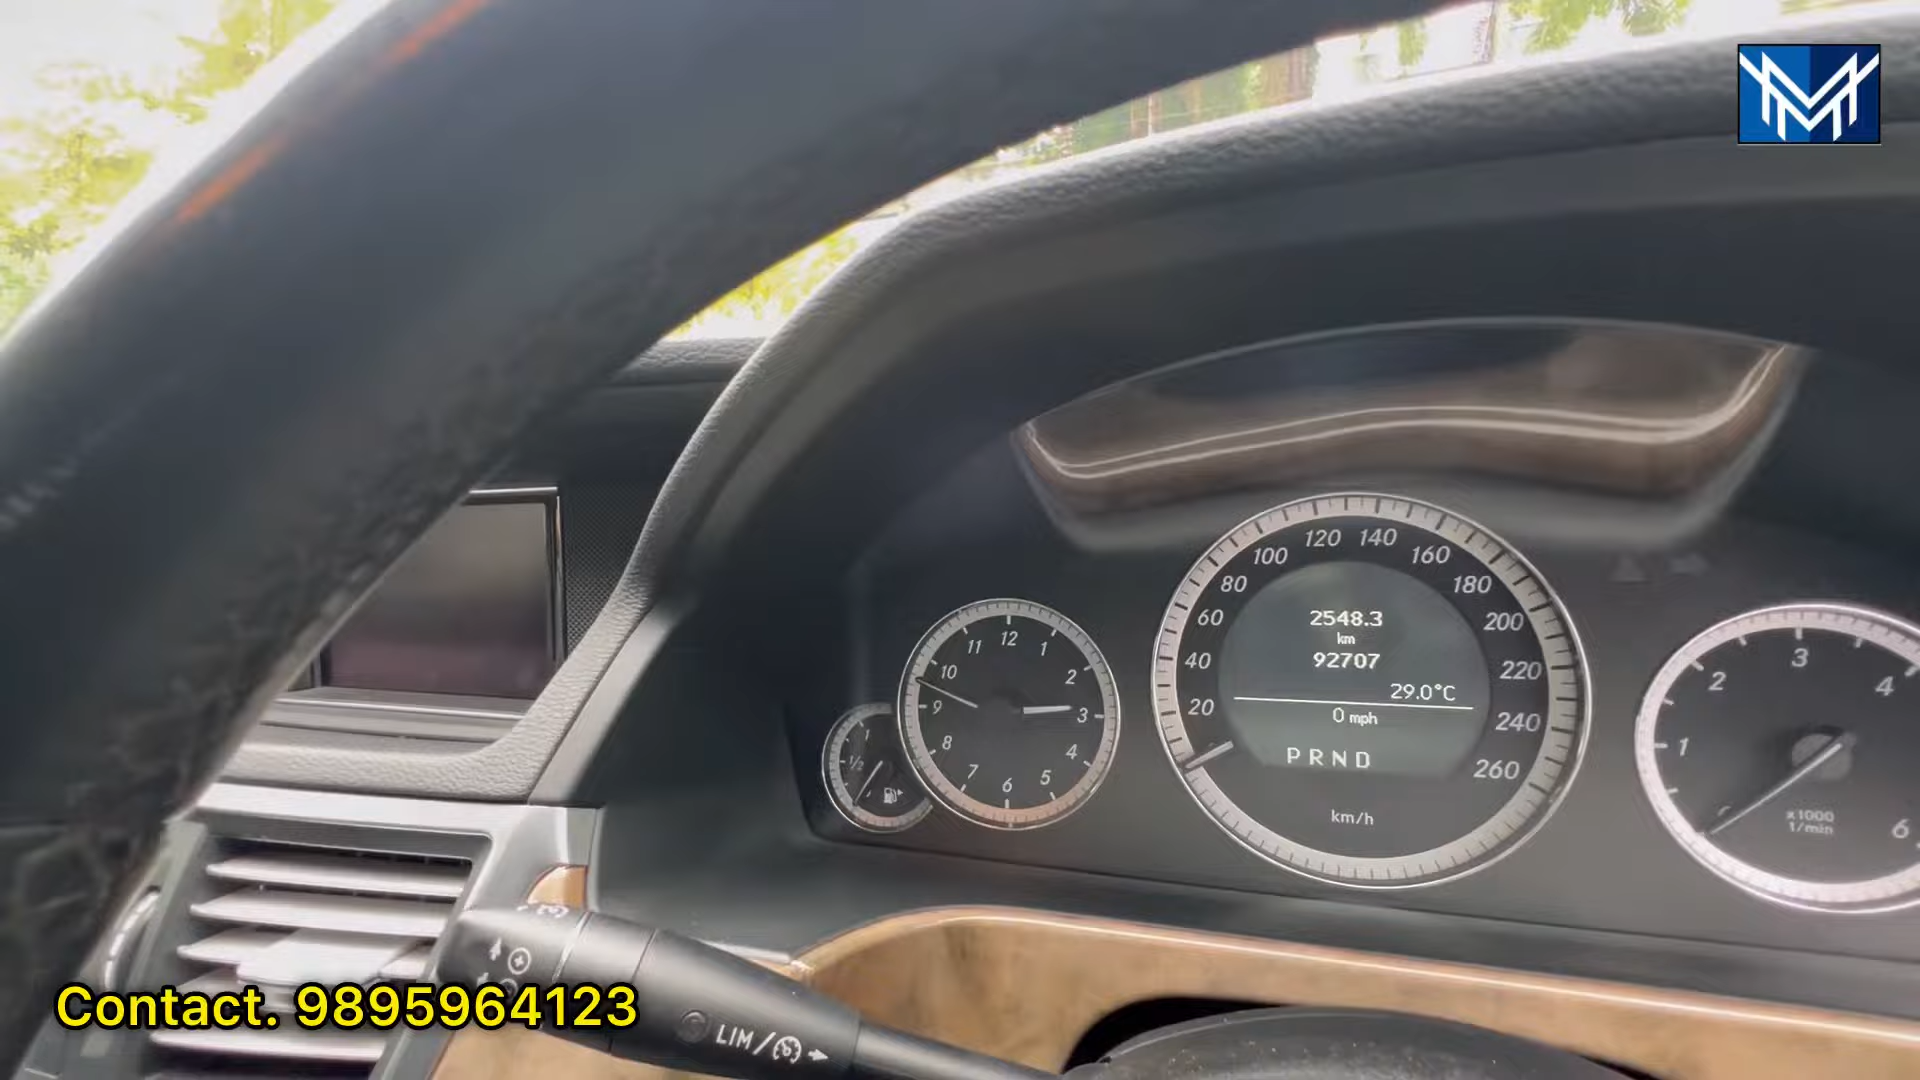 120 140
100 160
80 180
60 200
40 220
20 240
260
2548.3
km
92707
29.0°C
0 mph
PRND
km/h
12
11 1
10 2
9 3
8 4
7 5
6
1
1/2
3
2 4
1
6
x1000
1/min
LIM/
Contact. 9895964123